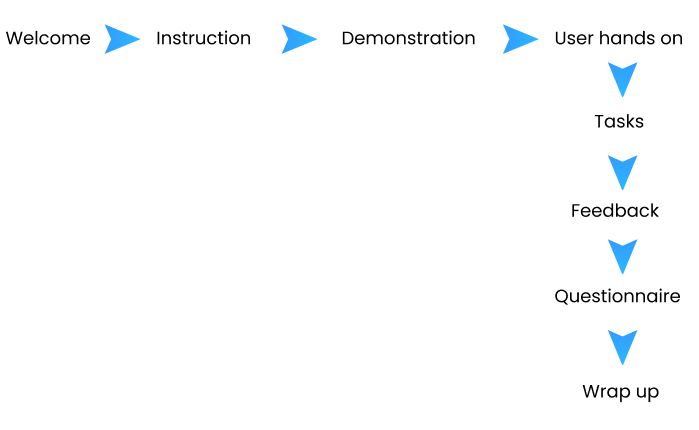 Welcome
Instruction
Demonstration
User hands on
Tasks
Feedback
Questionnaire
Wrap up